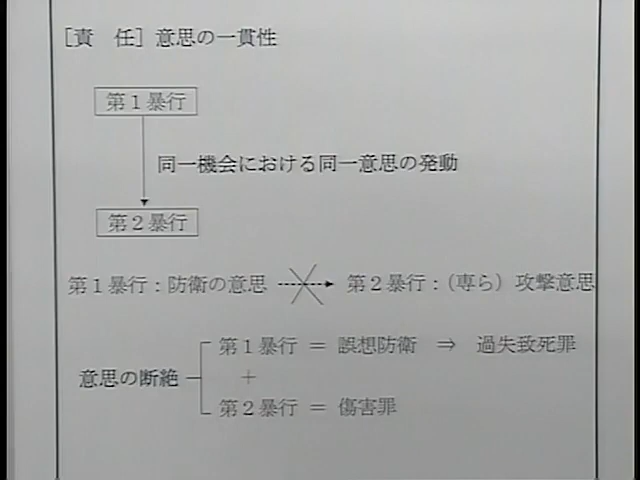 ［責　任］意思の一貫性
第１暴行
同一機会における同一意思の発動
第２暴行
第１暴行：防衛の意思　第２暴行：（専ら）攻撃意思
第１暴行 ＝ 誤想防衛 ⇒ 過失致死罪
意思の断絶　＋
第２暴行 ＝ 傷害罪